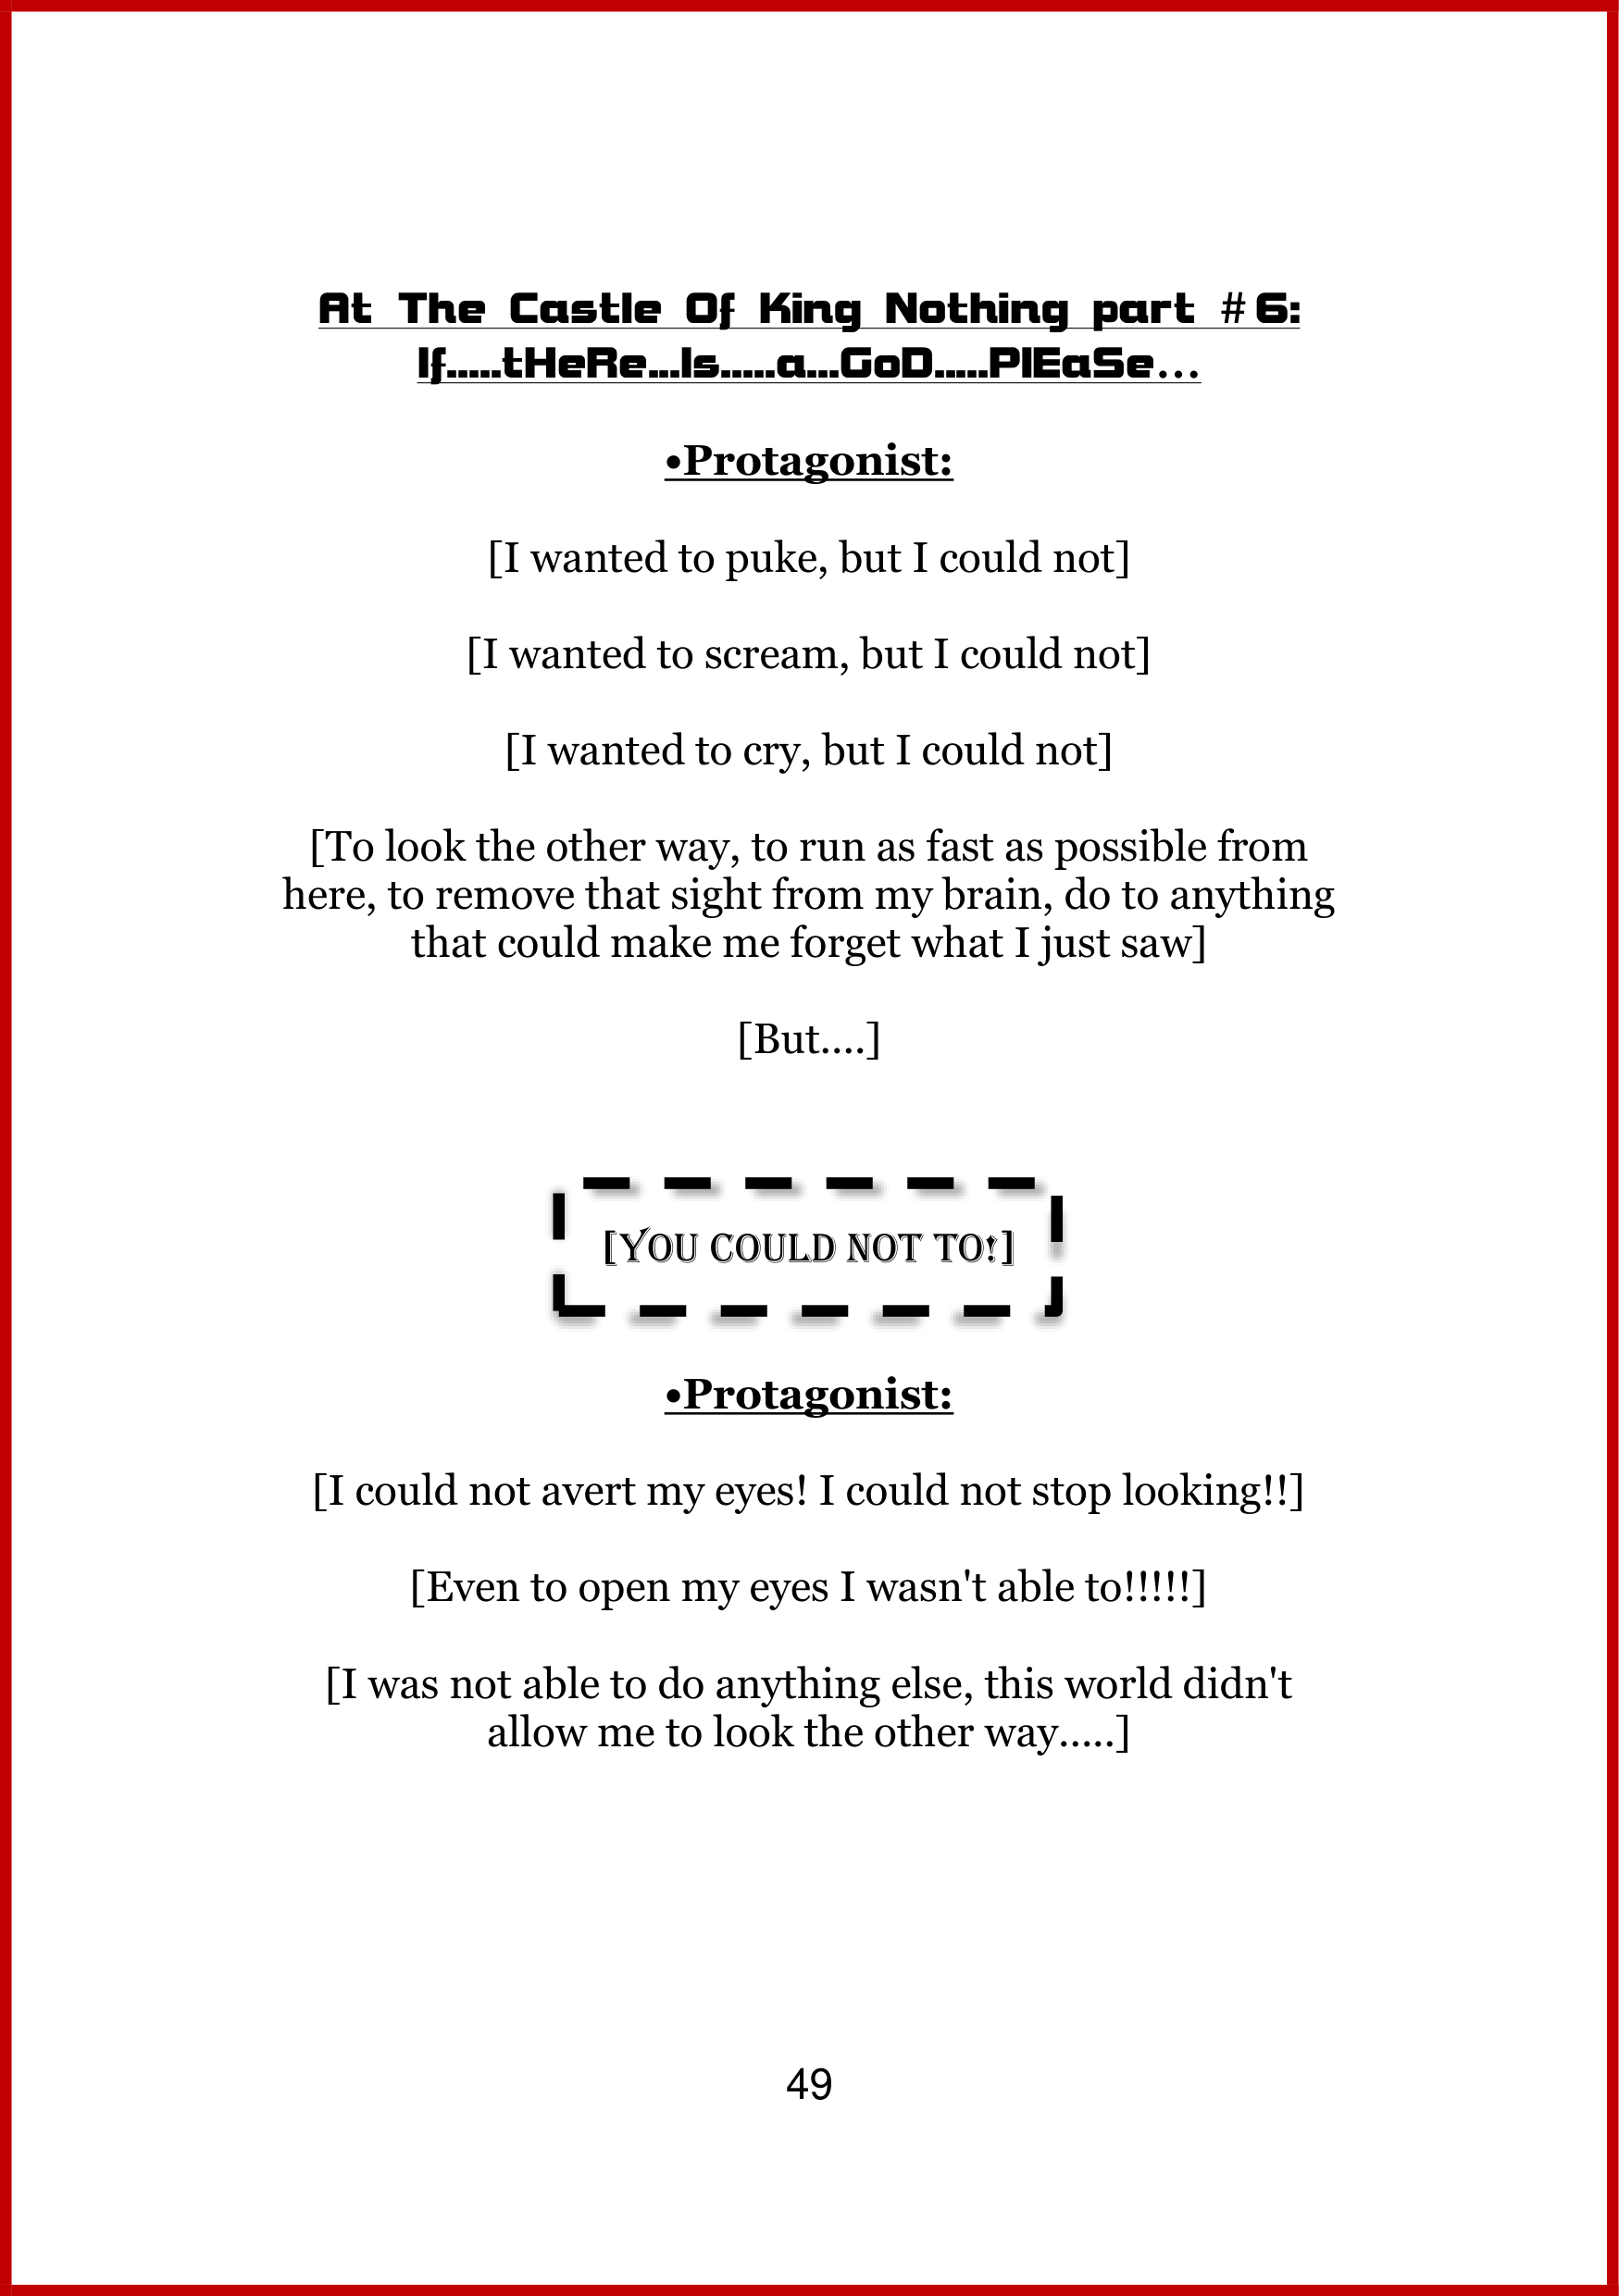 At The Castle Of King Nothing part #6:
If.....tHeRe...Is.....a...GoD.....PlEaSe...
•Protagonist:
[I wanted to puke, but I could not]
[I wanted to scream, but I could not]
[I wanted to cry, but I could not]
[To look the other way, to run as fast as possible from
here, to remove that sight from my brain, do to anything
that could make me forget what I just saw]
[But....]
[YOU COULD NOT TO!]
•Protagonist:
[I could not avert my eyes! I could not stop looking!!]
[Even to open my eyes I wasn't able to!!!!!]
[I was not able to do anything else, this world didn't
allow me to look the other way.....]
49